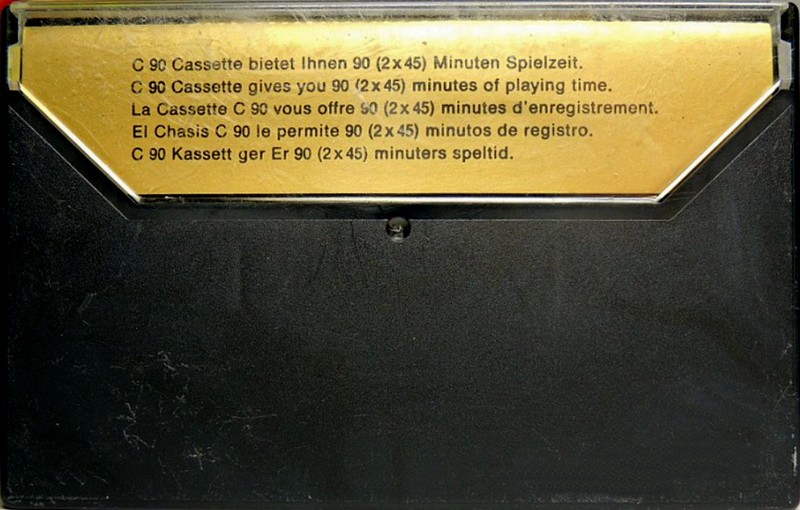 C 90 Cassette bietet Ihnen 90 (2x45) Minuten Spielzeit.
C 90 Cassette gives you 90 (2x45) minutes of playing time.
La Cassette C 90 vous offre 90 (2x45) minutes d'enregistrement.
El Chasis C 90 le permite 90 (2x45) minutos de registro.
C 90 Kassett ger Er 90 (2x45) minuters speltid.